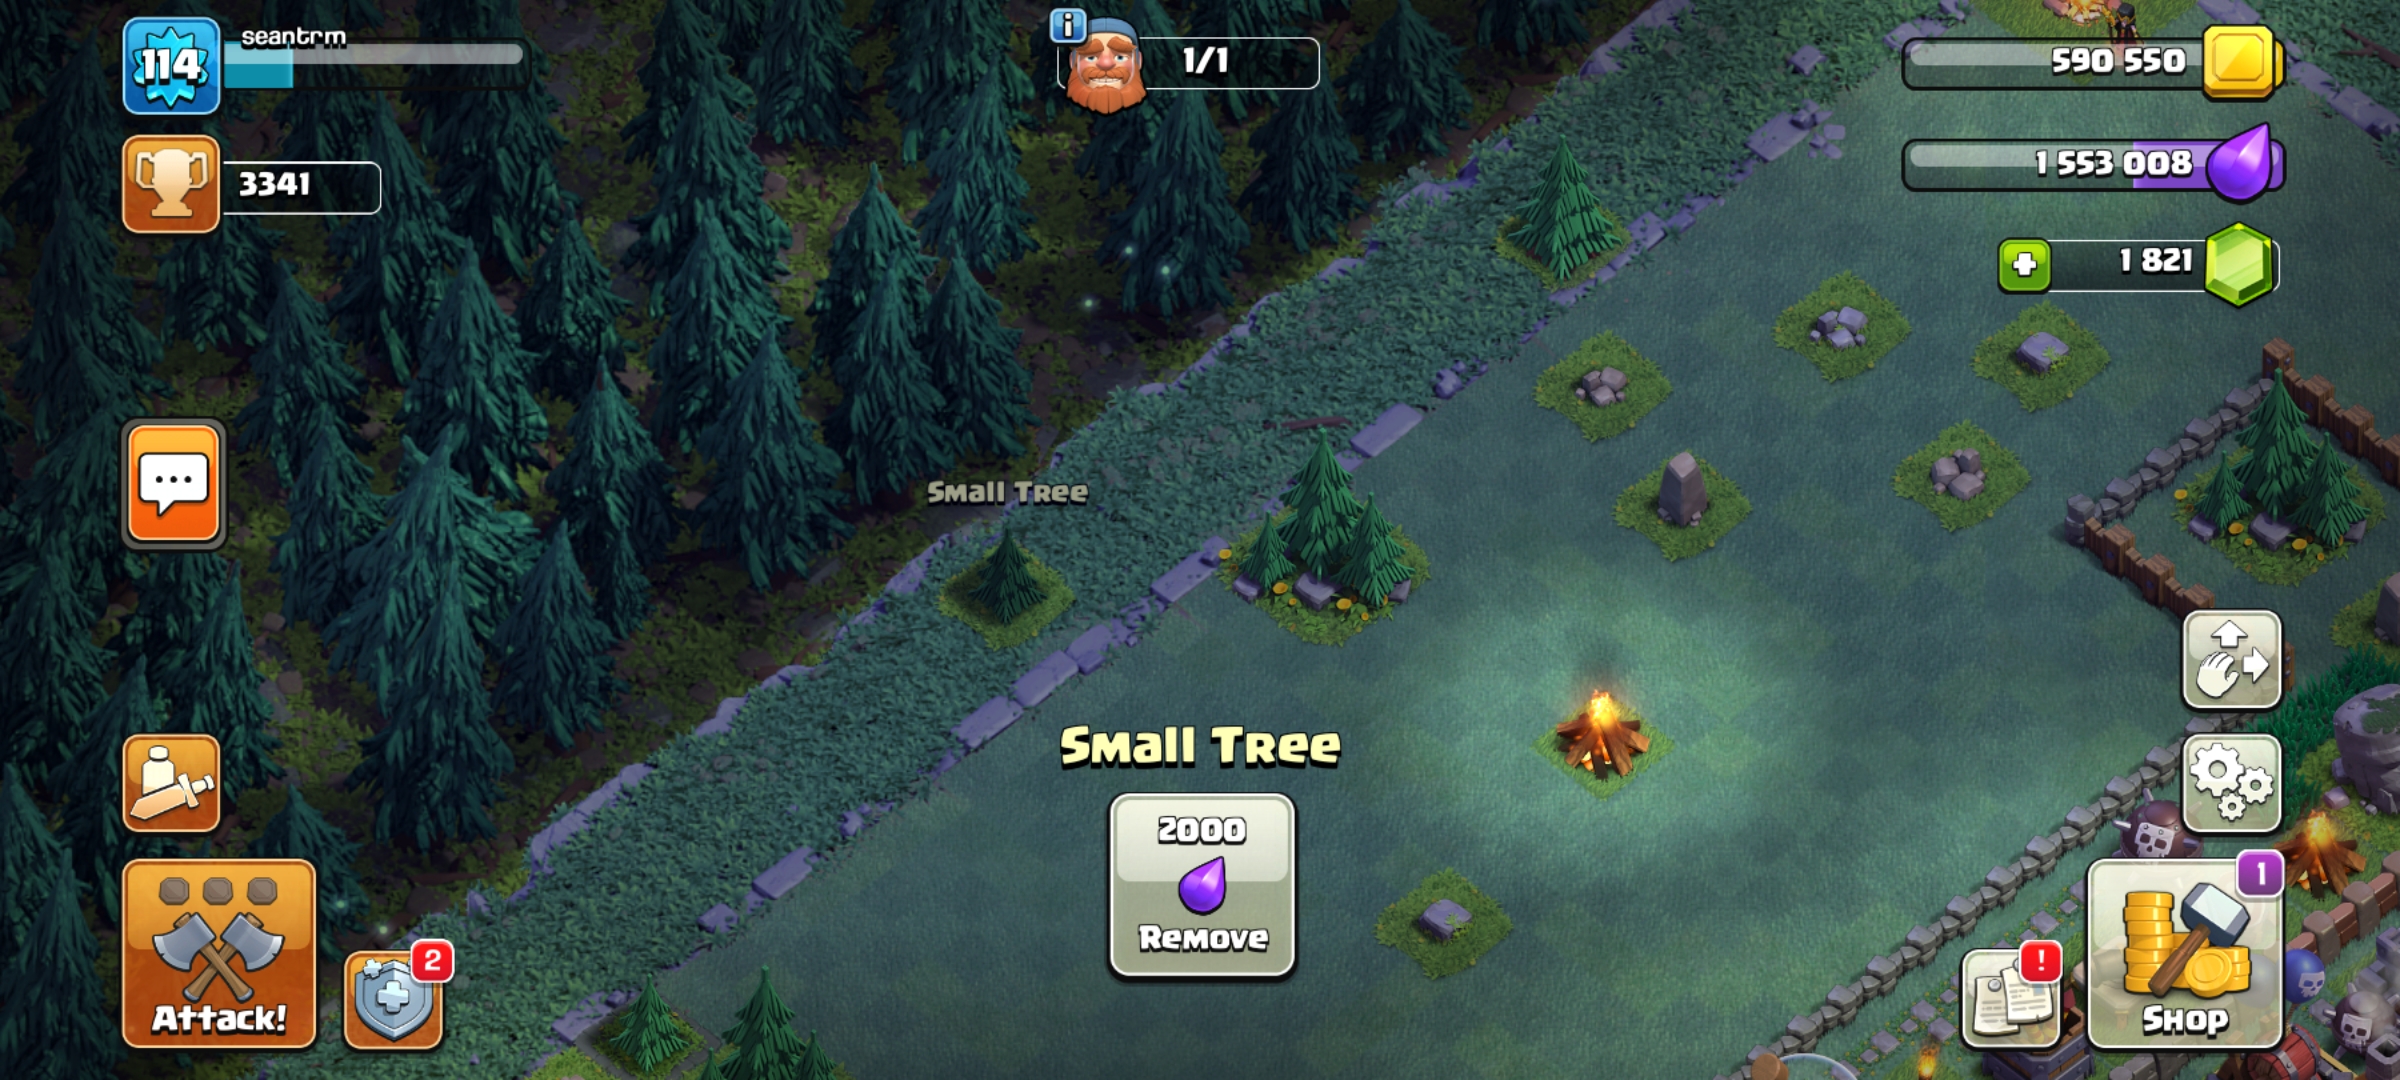 114
seantrm
i
1/1
590 550
3341
1 553 008
1 821
Small Tree
Small Tree
2000
Remove
Attack!
2
!
1
Shop